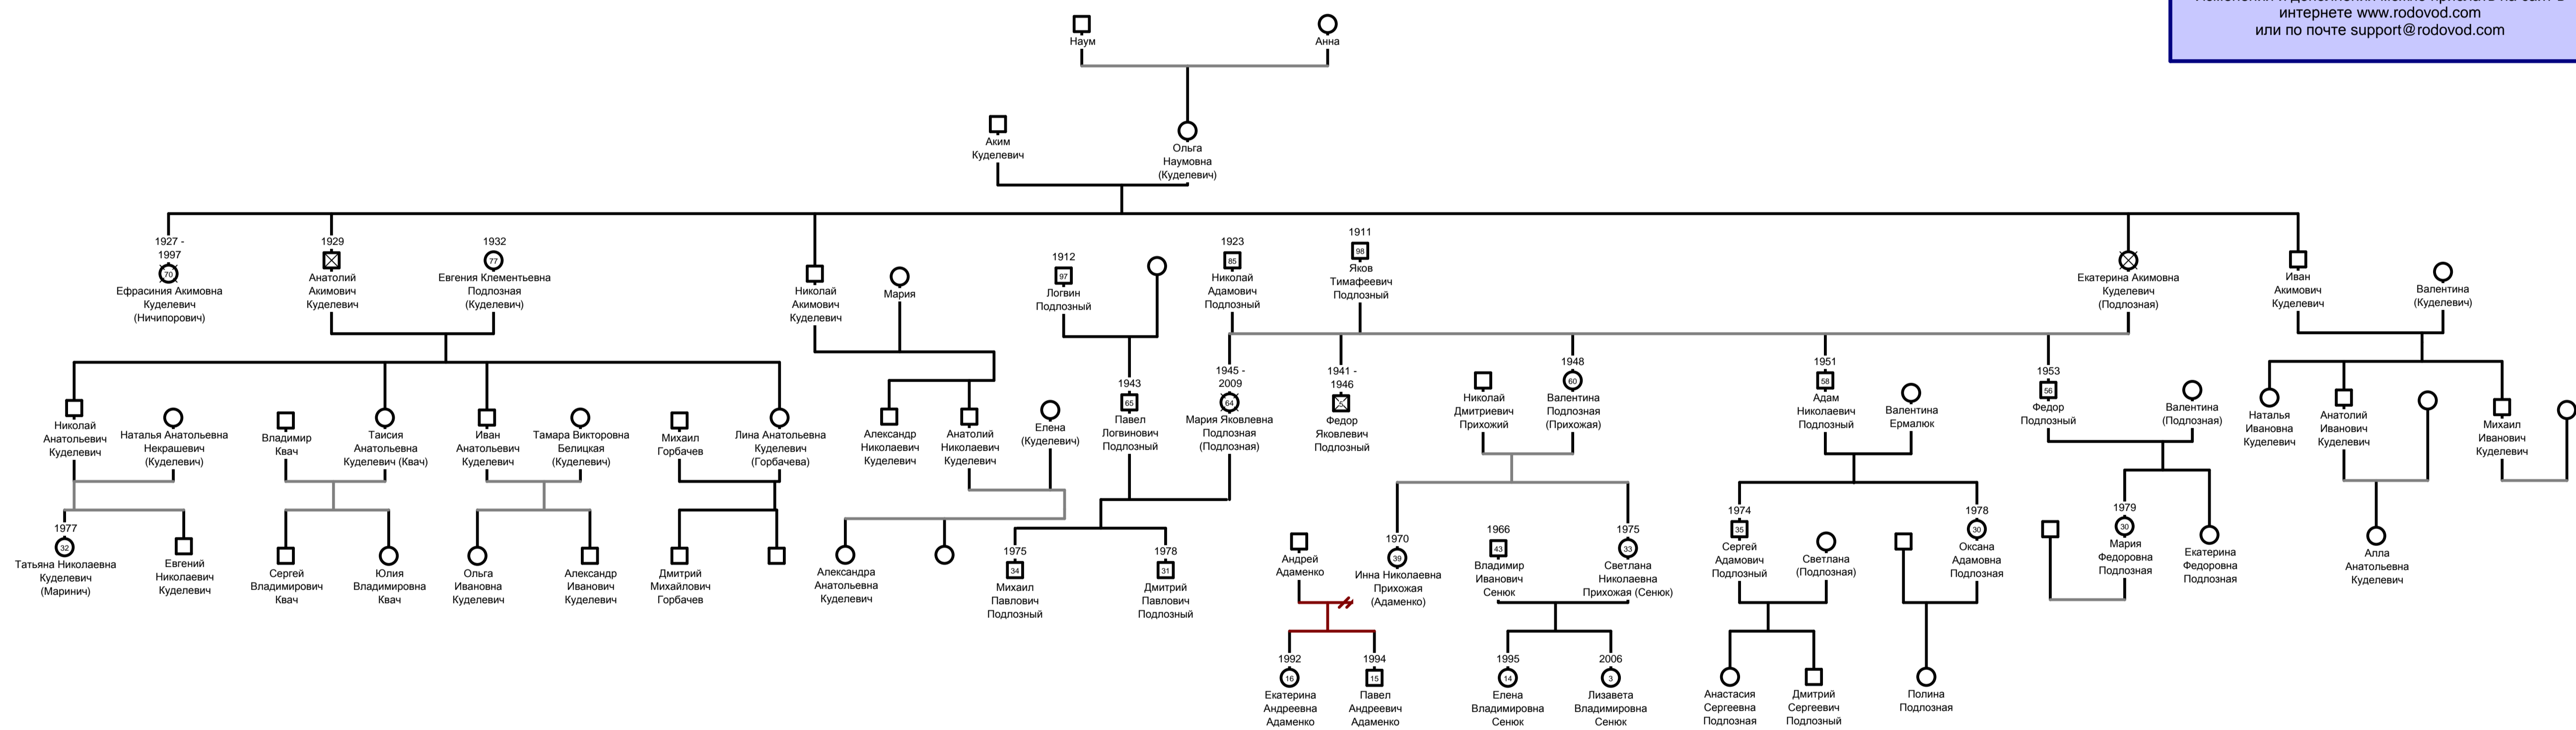 интернете www.rodovod.com
или по почте support@rodovod.com
Наум
Анна
Аким
Куделевич
Ольга
Наумовна
(Куделевич)
1927 -
1997
70
Ефрасиния Акимовна
Куделевич
(Ничипорович)
1929
Анатолий
Акимович
Куделевич
1932
77
Евгения Клементьевна
Подлозная
(Куделевич)
Николай
Акимович
Куделевич
Мария
1912
97
Логвин
Подлозный
1923
85
Николай
Адамович
Подлозный
1911
98
Яков
Тимафеевич
Подлозный
Екатерина Акимовна
Куделевич
(Подлозная)
Иван
Акимович
Куделевич
Валентина
(Куделевич)
Николай
Анатольевич
Куделевич
Наталья Анатольевна
Некрашевич
(Куделевич)
Владимир
Квач
Таисия
Анатольевна
Куделевич (Квач)
Иван
Анатольевич
Куделевич
Тамара Викторовна
Белицкая
(Куделевич)
Михаил
Горбачев
Лина Анатольевна
Куделевич
(Горбачева)
Александр
Николаевич
Куделевич
Анатолий
Николаевич
Куделевич
Елена
(Куделевич)
1943
65
Павел
Логвинович
Подлозный
1945 -
2009
64
Мария Яковлевна
Подлозная
(Подлозная)
1941 -
1946
Федор
Яковлевич
Подлозный
Николай
Дмитриевич
Прихожий
1948
60
Валентина
Подлозная
(Прихожая)
1951
58
Адам
Николаевич
Подлозный
Валентина
Ермалюк
1953
56
Федор
Подлозный
Валентина
(Подлозная)
Наталья
Ивановна
Куделевич
Анатолий
Иванович
Куделевич
Михаил
Иванович
Куделевич
1977
32
Татьяна Николаевна
Куделевич
(Маринич)
Евгений
Николаевич
Куделевич
Сергей
Владимирович
Квач
Юлия
Владимировна
Квач
Ольга
Ивановна
Куделевич
Александр
Иванович
Куделевич
Дмитрий
Михайлович
Горбачев
Александра
Анатольевна
Куделевич
1975
34
Михаил
Павлович
Подлозный
1978
31
Дмитрий
Павлович
Подлозный
Андрей
Адаменко
1970
39
Инна Николаевна
Прихожая
(Адаменко)
1966
43
Владимир
Иванович
Сенюк
1975
33
Светлана
Николаевна
Прихожая (Сенюк)
1974
35
Сергей
Адамович
Подлозный
Светлана
(Подлозная)
1978
30
Оксана
Адамовна
Подлозная
1979
30
Мария
Федоровна
Подлозная
Екатерина
Федоровна
Подлозная
Алла
Анатольевна
Куделевич
1992
16
Екатерина
Андреевна
Адаменко
1994
15
Павел
Андреевич
Адаменко
1995
14
Елена
Владимировна
Сенюк
2006
3
Лизавета
Владимировна
Сенюк
Анастасия
Сергеевна
Подлозная
Дмитрий
Сергеевич
Подлозный
Полина
Подлозная